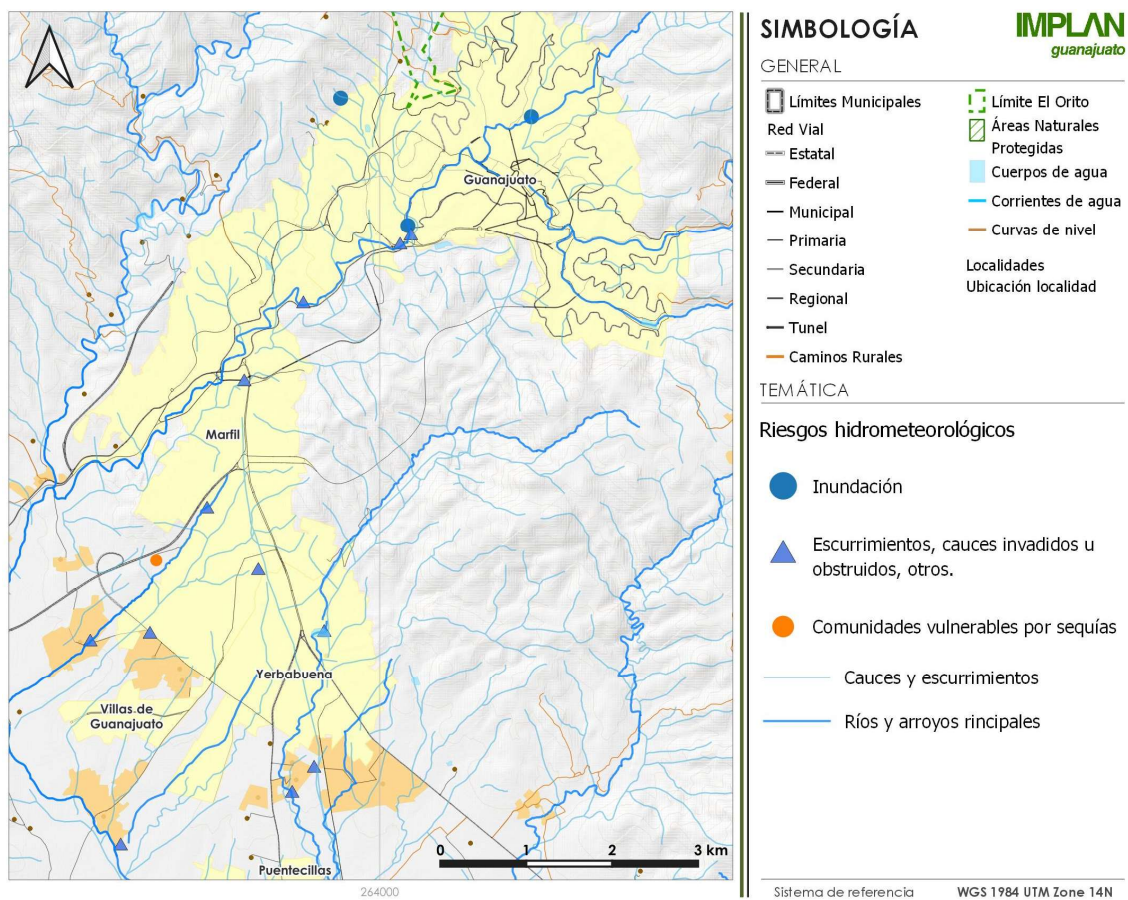 Guanajuato
Marfil
Yerbabuena
Villas de
Guanajuato
Puentecillas
0 1 2 3 km
264000
SIMBOLOGÍA
IMPLAN
guanajuato
GENERAL
Límites Municipales
Red Vial
Estatal
Federal
Municipal
Primaria
Secundaria
Regional
Tunel
Caminos Rurales
Límite El Orito
Áreas Naturales
Protegidas
Cuerpos de agua
Corrientes de agua
Curvas de nivel
Localidades
Ubicación localidad
TEMÁTICA
Riesgos hidrometeorológicos
Inundación
Escurrimientos, cauces invadidos u
obstruidos, otros.
Comunidades vulnerables por sequías
Cauces y escurrimientos
Ríos y arroyos rincipales
Sistema de referencia WGS 1984 UTM Zone 14N